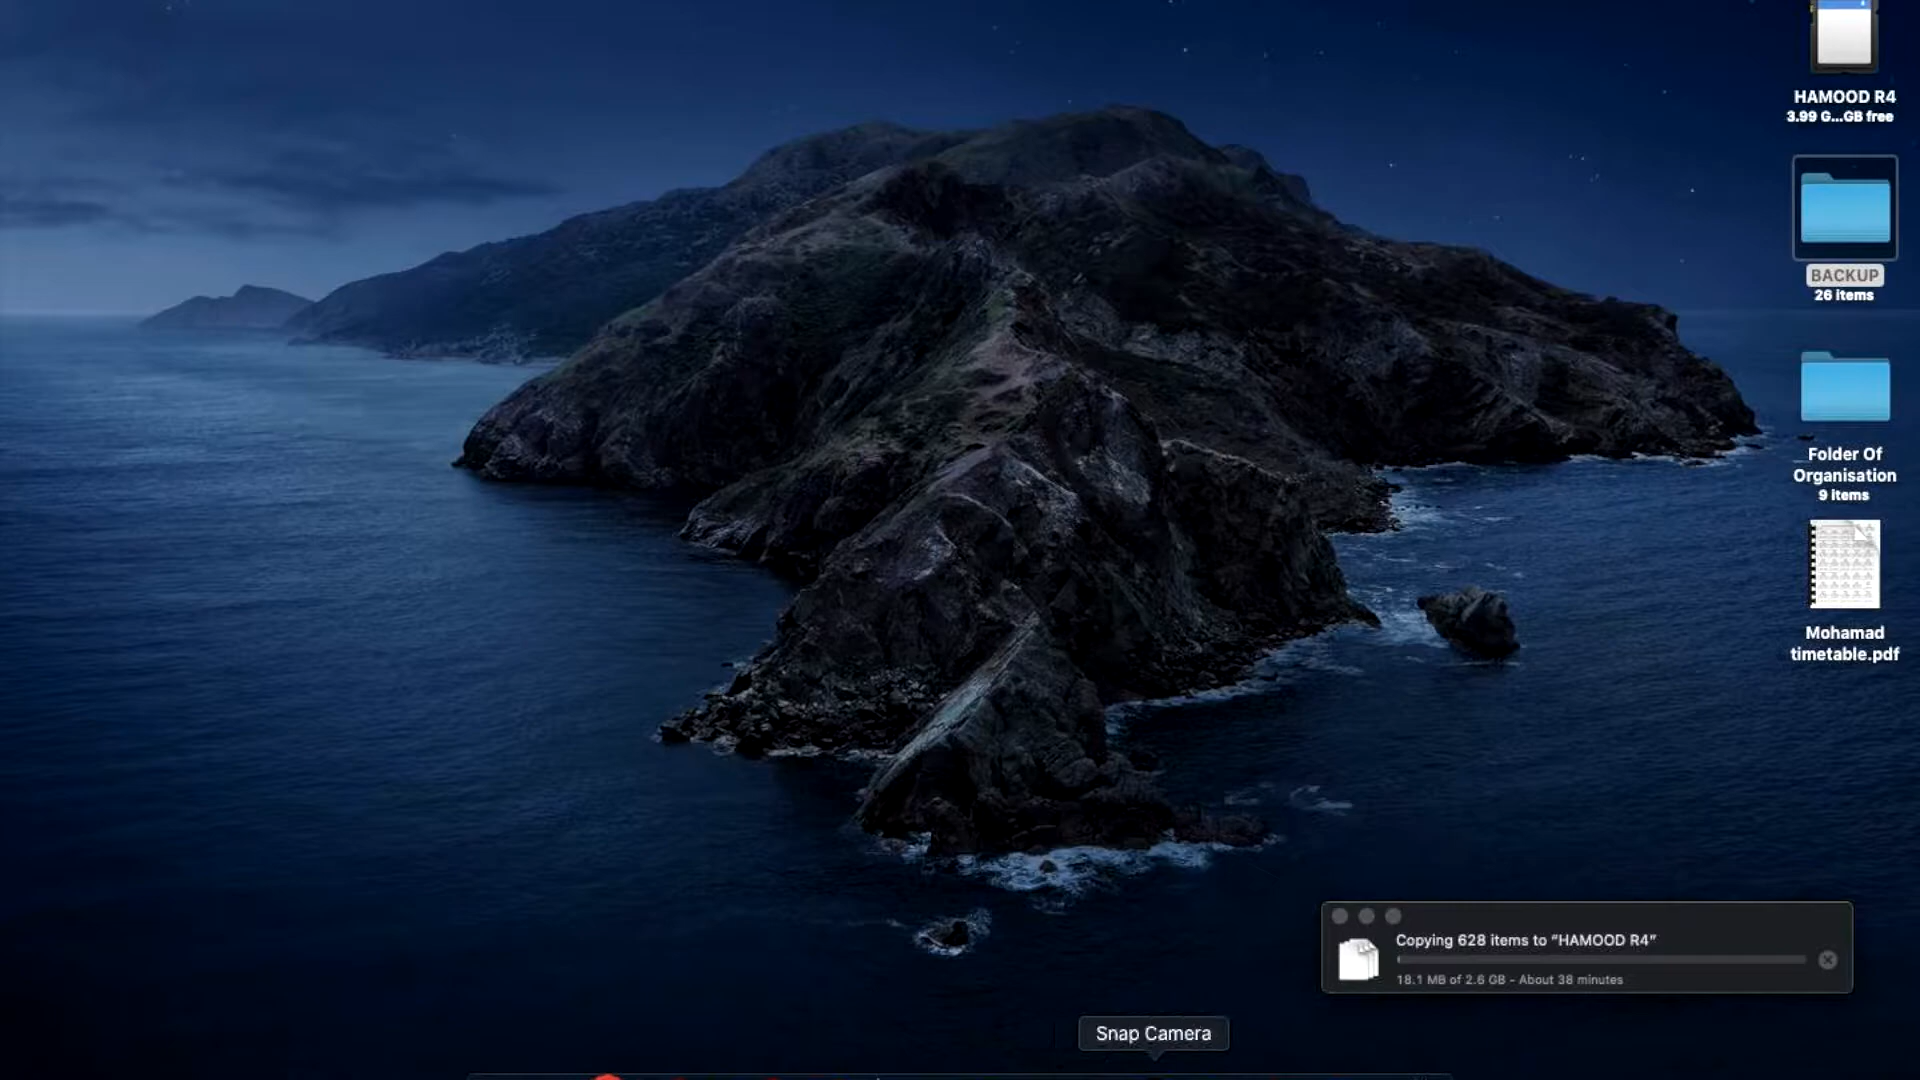 HAMOOD R4
3.99 G...GB free
BACKUP
26 items
Folder Of
Organisation
9 items
Mohamad
timetable.pdf
Copying 628 items to “HAMOOD R4”
18.1 MB of 2.6 GB - About 38 minutes
Snap Camera